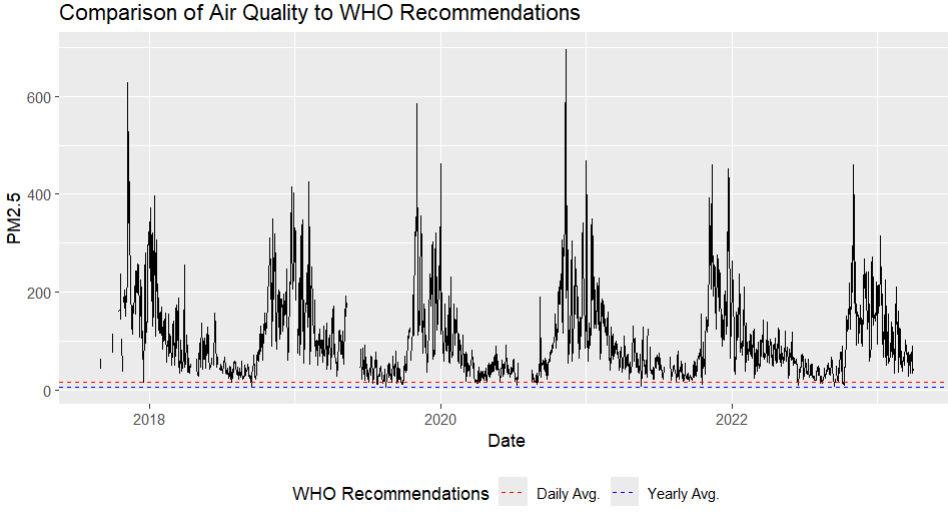 Comparison of Air Quality to WHO Recommendations
PM2.5
600
400
200
0
2018 2020 2022
Date
WHO Recommendations Daily Avg. Yearly Avg.